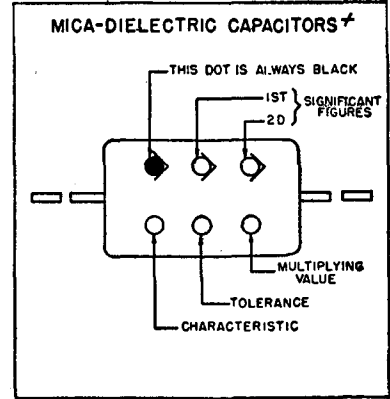 MICA-DIELECTRIC CAPACITORS+
THIS DOT IS ALWAYS BLACK
1ST
2D
SIGNIFICANT
FIGURES
MULTIPLYING
VALUE
TOLERANCE
CHARACTERISTIC